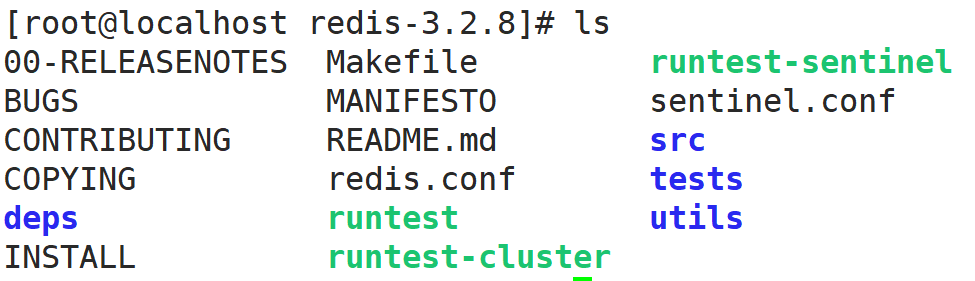 [root@localhost redis-3.2.8]# ls
00-RELEASENOTES  Makefile         runtest-sentinel
BUGS             MANIFESTO        sentinel.conf
CONTRIBUTING     README.md        src
COPYING          redis.conf       tests
deps             runtest          utils
INSTALL          runtest-cluster